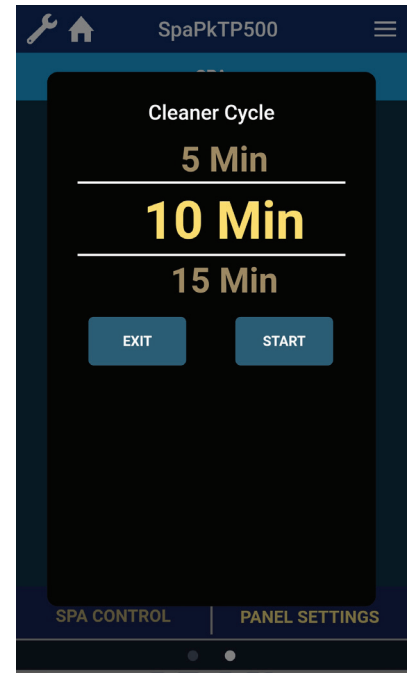 SpaPkTP500
Cleaner Cycle
5 Min
10 Min
15 Min
EXIT START
SPA CONTROL PANEL SETTINGS